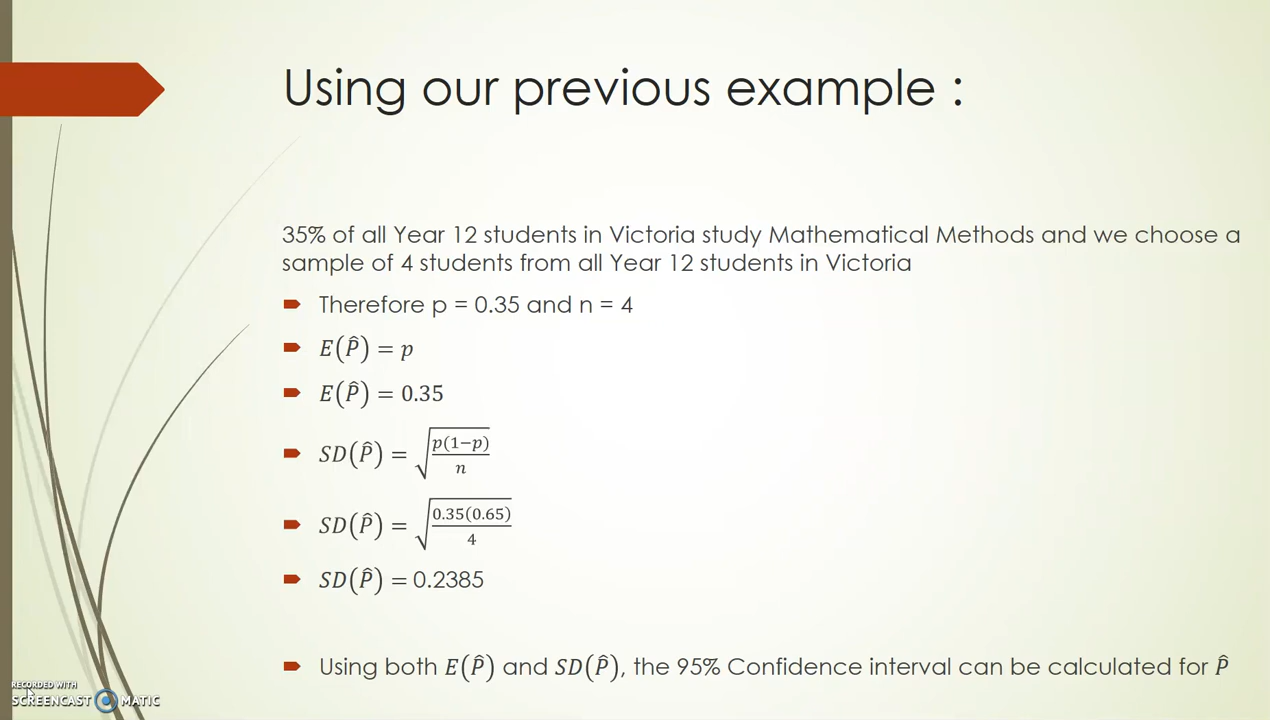 Using our previous example :
35% of all Year 12 students in Victoria study Mathematical Methods and we choose a
sample of 4 students from all Year 12 students in Victoria
Therefore p = 0.35 and n = 4
E(P̂) = p
E(P̂) = 0.35
SD(P̂) = √(p(1−p)/n)
SD(P̂) = √(0.35(0.65)/4)
SD(P̂) = 0.2385
Using both E(P̂) and SD(P̂), the 95% Confidence interval can be calculated for P̂
RECORDED WITH
SCREENCAST MATIC